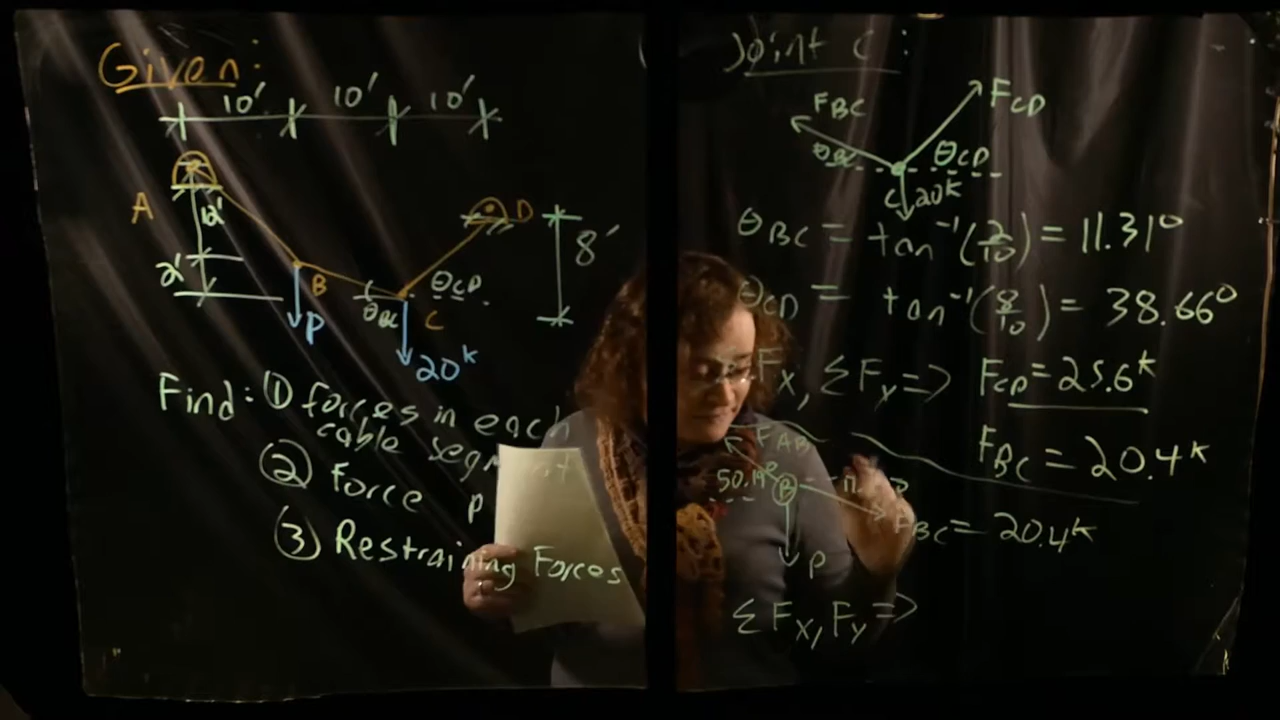 Given:
10' 10' 10'
A
12'
2'
B
P
θBC
C
θCD
20k
D
8'
Find: ① forces in each
cable
② Force P
③ Restraining Forces
Joint C:
FBC
FCD
θBC
θCD
C
20k
θBC = tan⁻¹(2/10) = 11.31°
θCD = tan⁻¹(8/10) = 38.66°
Fx, ΣFy => FCD = 25.6k
FBC = 20.4k
FAB
50.19°
B
FBC = 20.4k
P
ΣFx, Fy =>